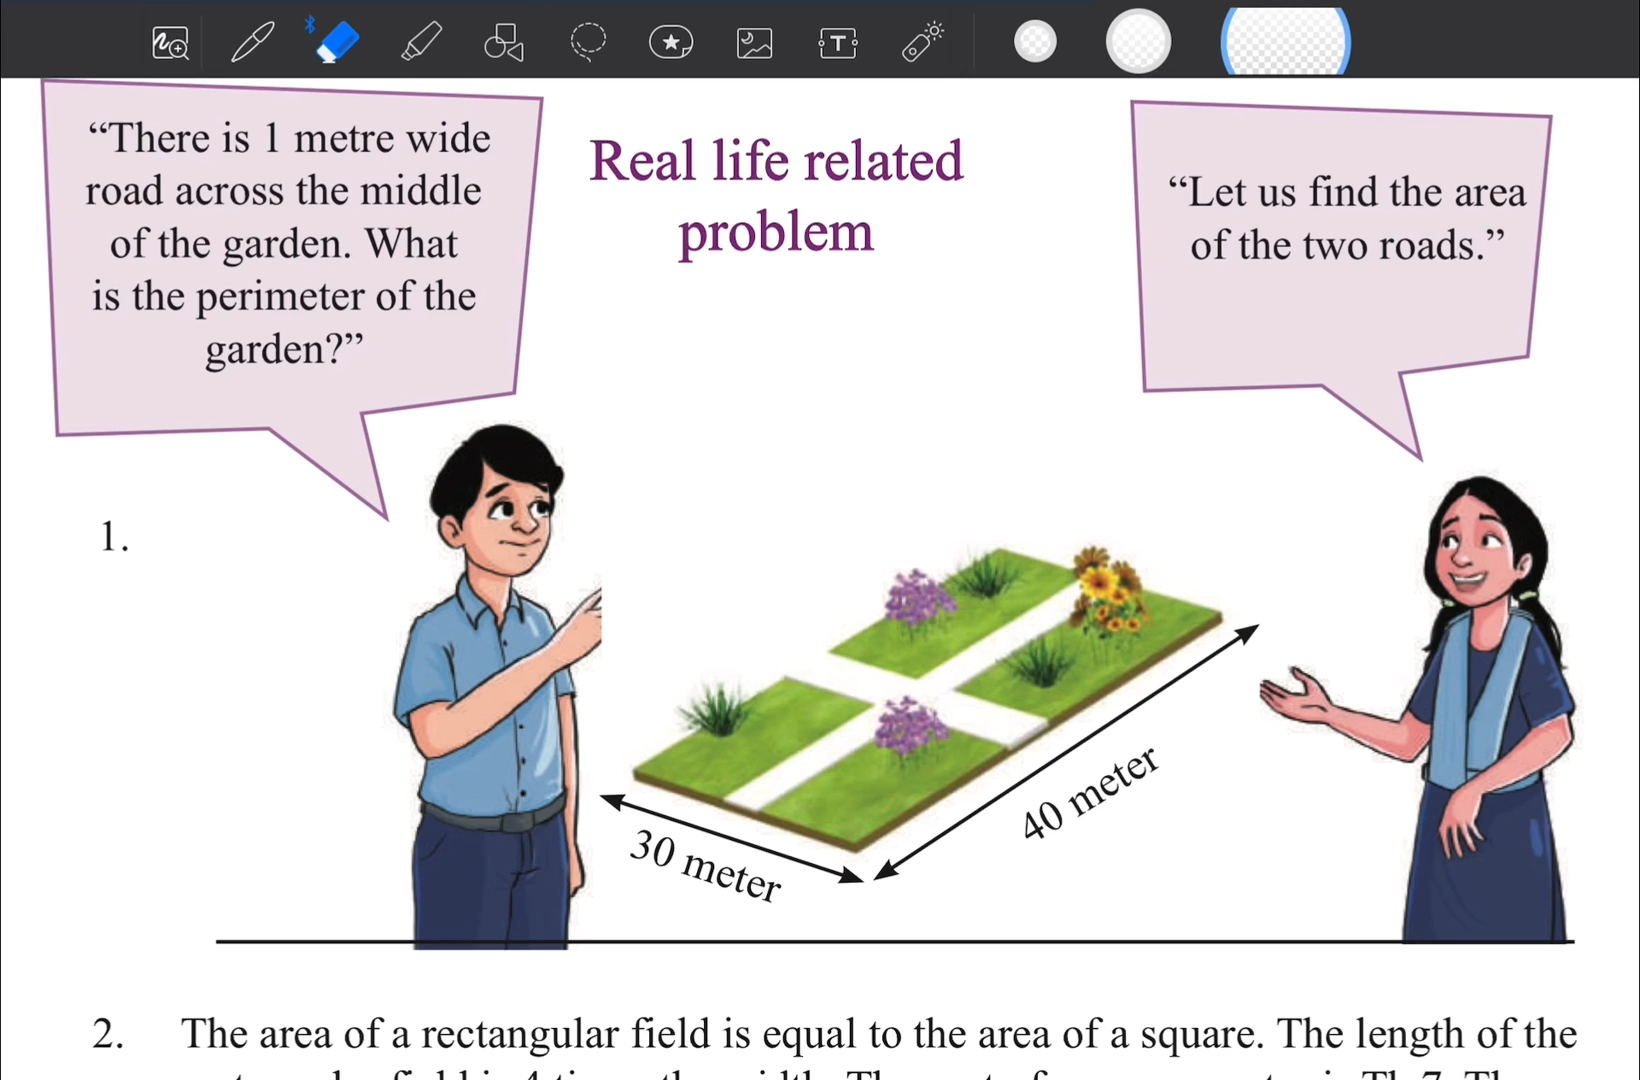 “There is 1 metre wide
road across the middle
of the garden. What
is the perimeter of the
garden?”
Real life related
problem
“Let us find the area
of the two roads.”
1.
30 meter
40 meter
2. The area of a rectangular field is equal to the area of a square. The length of the